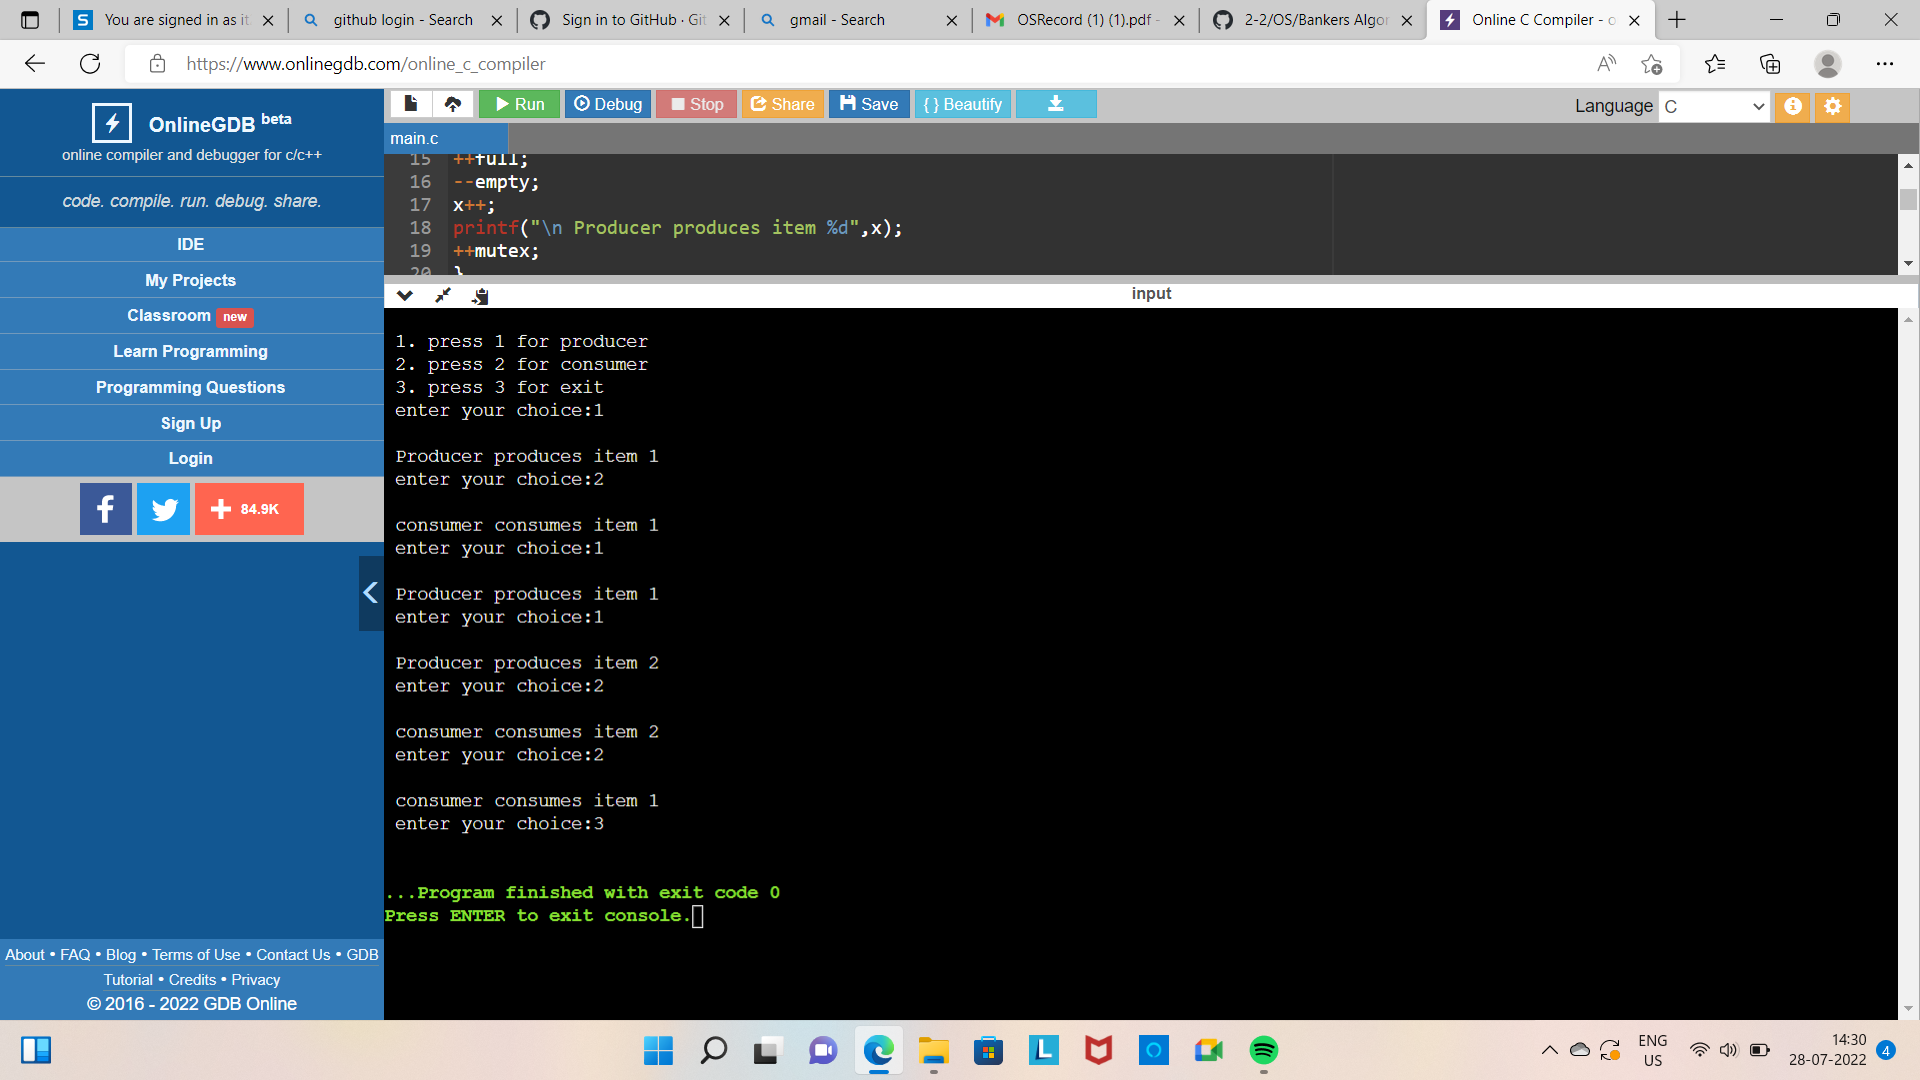 You are signed in as it
github login - Search
Sign in to GitHub · Git
gmail - Search
OSRecord (1) (1).pdf -
2-2/OS/Bankers Algor
Online C Compiler - o
https://www.onlinegdb.com/online_c_compiler
OnlineGDB beta
online compiler and debugger for c/c++
code. compile. run. debug. share.
IDE
My Projects
Classroom new
Learn Programming
Programming Questions
Sign Up
Login
84.9K
About • FAQ • Blog • Terms of Use • Contact Us • GDB
Tutorial • Credits • Privacy
© 2016 - 2022 GDB Online
Run
Debug
Stop
Share
Save
{ } Beautify
Language C
main.c
15 ++full;
16 --empty;
17 x++;
18 printf("\n Producer produces item %d",x);
19 ++mutex;
20 }
input
1. press 1 for producer
2. press 2 for consumer
3. press 3 for exit
enter your choice:1
Producer produces item 1
enter your choice:2
consumer consumes item 1
enter your choice:1
Producer produces item 1
enter your choice:1
Producer produces item 2
enter your choice:2
consumer consumes item 2
enter your choice:2
consumer consumes item 1
enter your choice:3
...Program finished with exit code 0
Press ENTER to exit console.
ENG
US
14:30
28-07-2022
4